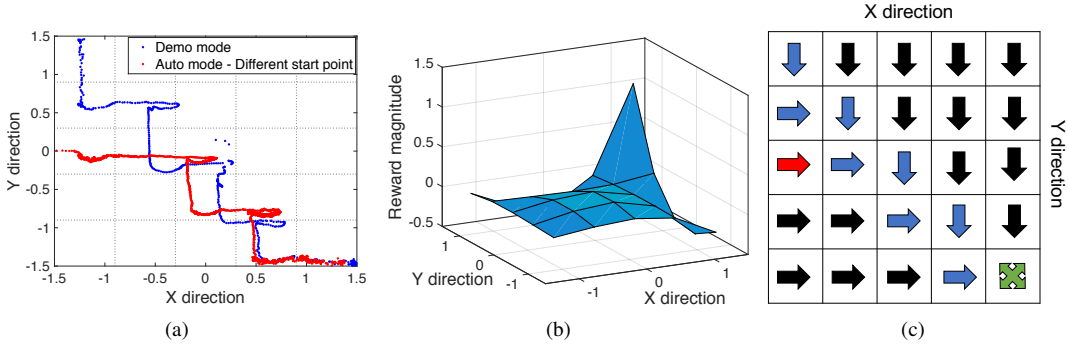 1.5
1
0.5
0
-0.5
-1
-1.5
Y direction
-1.5 -1 -0.5 0 0.5 1 1.5
X direction
Demo mode
Auto mode - Different start point
(a)
1.5
1
0.5
0
-0.5
Reward magnitude
1
0
-1
Y direction
-1
0
1
X direction
(b)
X direction
Y direction
(c)